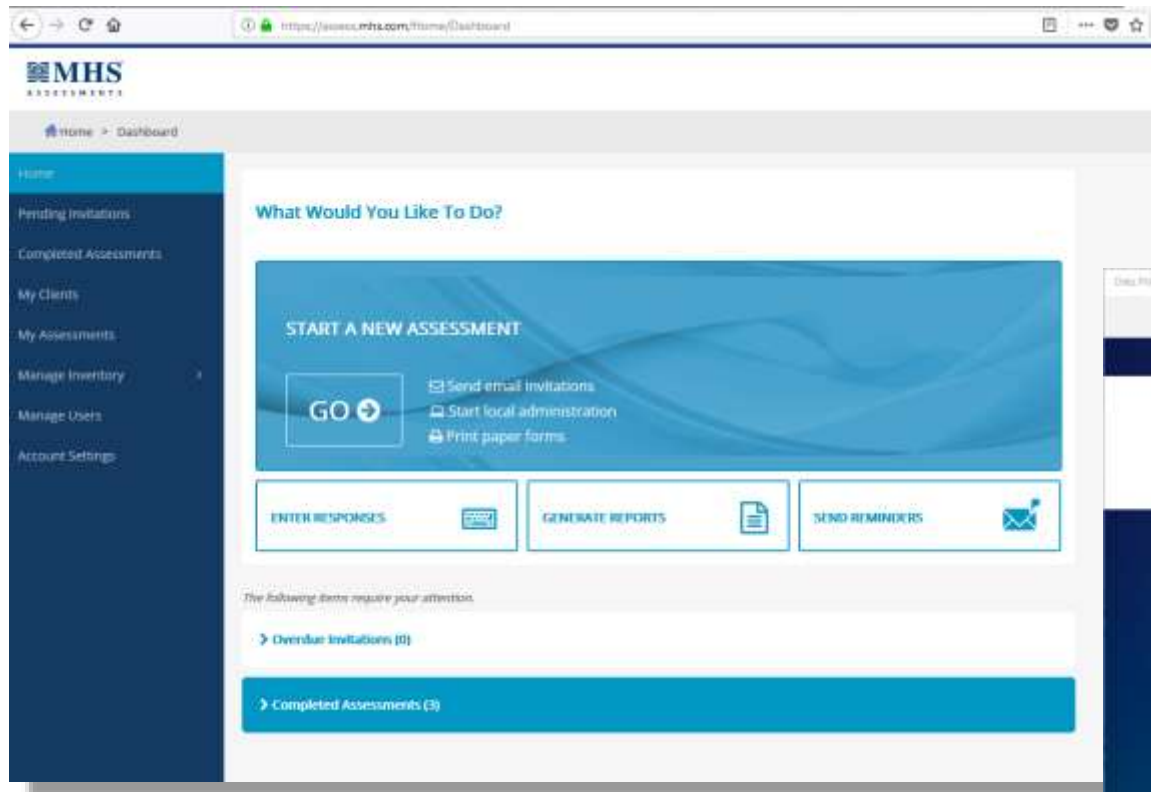 https://assess.mhs.com/Home/Dashboard
MHS
ASSESSMENTS
Home > Dashboard
Home
Pending Invitations
Completed Assessments
My Clients
My Assessments
Manage Inventory
Manage Users
Account Settings
What Would You Like To Do?
START A NEW ASSESSMENT
GO
Send email invitations
Start local administration
Print paper forms
ENTER RESPONSES
GENERATE REPORTS
SEND REMINDERS
The following items require your attention.
Overdue Invitations (0)
Completed Assessments (3)